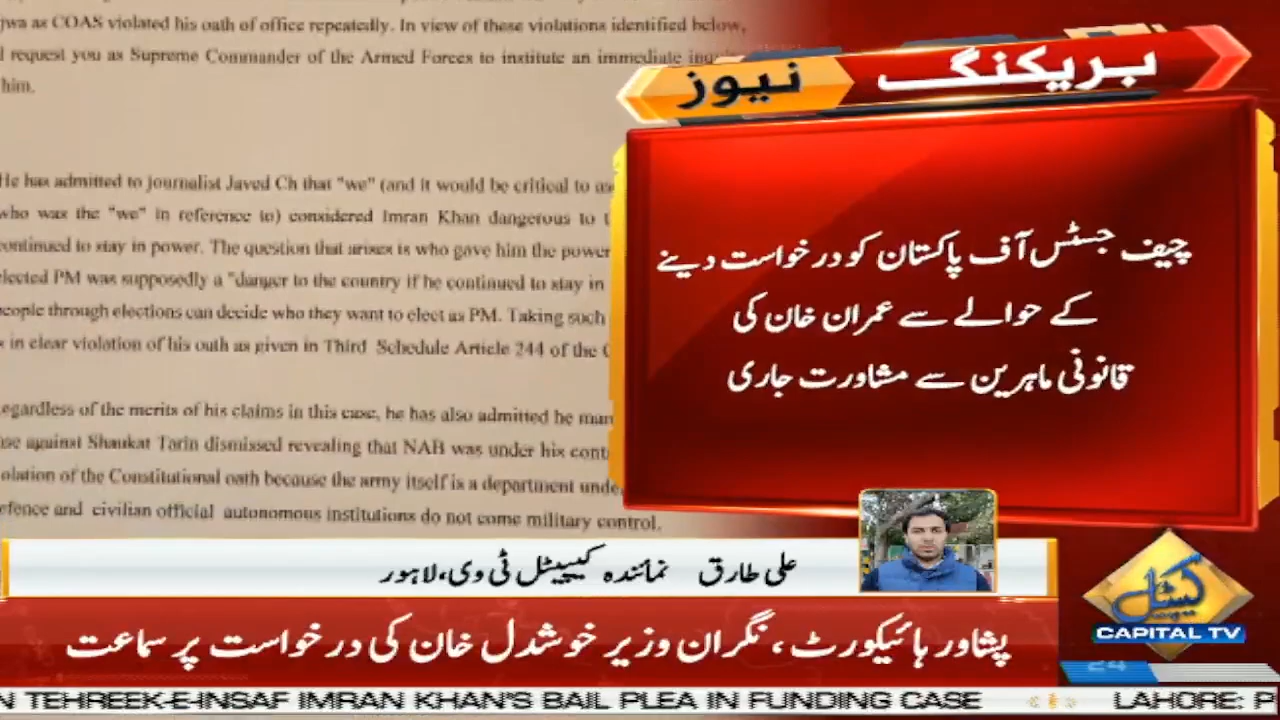 jwa as COAS violated his oath of office repeatedly. In view of these violations identified below,
I request you as Supreme Commander of the Armed Forces to institute an immediate
him.
He has admitted to journalist Javed Ch that "we" (and it would be critical to
who was the "we" in reference to) considered Imran Khan dangerous to
continued to stay in power. The question that arises is who gave him the power
elected PM was supposedly a "danger to the country if he continued to stay in
people through elections can decide who they want to elect as PM. Taking such
in clear violation of his oath as given in Third Schedule Article 244 of the
regardless of the merits of his claims in this case, he has also admitted he
against Shaukat Tarin dismissed revealing that NAB was under his
violation of the Constitutional oath because the army itself is a department
efence and civilian official autonomous institutions do not come military control.
بریکنگ نیوز
چیف جسٹس آف پاکستان کو درخواست دینے
کے حوالے سے عمران خان کی
قانونی ماہرین سے مشاورت جاری
علی طارق نمائندہ کیپیٹل ٹی وی، لاہور
پشاور ہائیکورٹ، نگران وزیر خوشدل خان کی درخواست پر سماعت
کیپیٹل
CAPITAL TV
24
N TEHREEK-E-INSAF IMRAN KHAN'S BAIL PLEA IN FUNDING CASE LAHORE: P